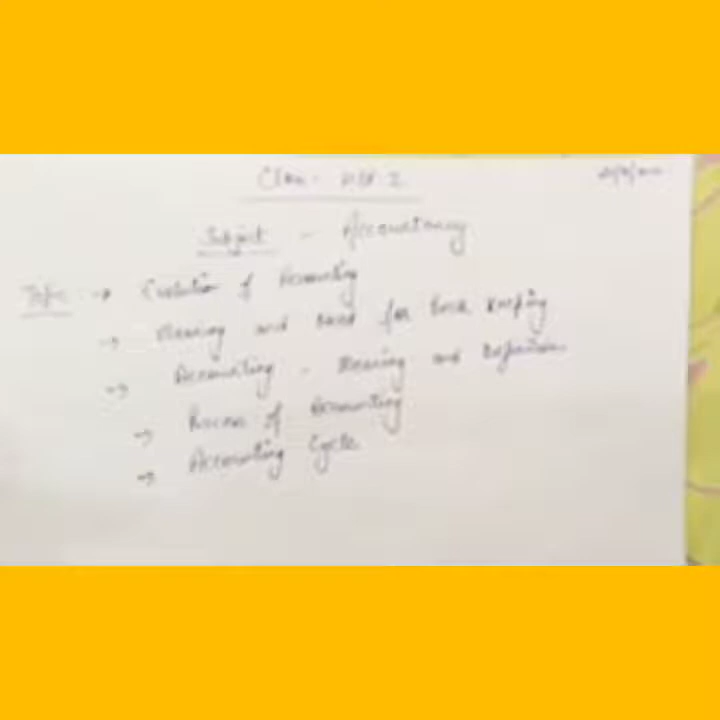 Class -
Subject - Accountancy
Topic → Evolution of Accounting
→ Meaning and Need for Book Keeping
→ Accounting - Meaning and Definition
→ Process of Accounting
→ Accounting Cycle